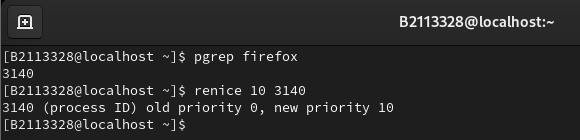 B2113328@localhost:~
[B2113328@localhost ~]$ pgrep firefox
3140
[B2113328@localhost ~]$ renice 10 3140
3140 (process ID) old priority 0, new priority 10
[B2113328@localhost ~]$